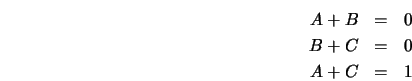 A + B = 0
B + C = 0
A + C = 1